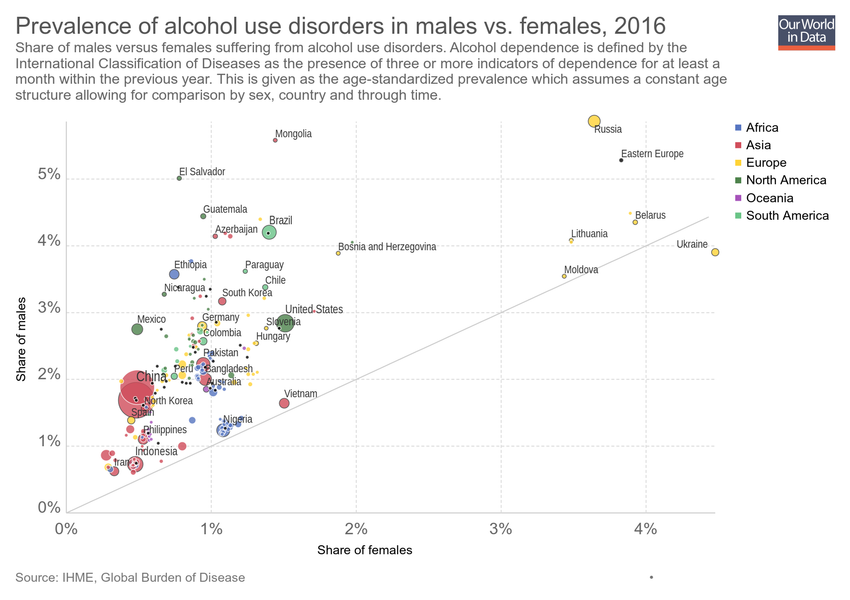 Prevalence of alcohol use disorders in males vs. females, 2016
Our World
in Data
Share of males versus females suffering from alcohol use disorders. Alcohol dependence is defined by the
International Classification of Diseases as the presence of three or more indicators of dependence for at least a
month within the previous year. This is given as the age-standardized prevalence which assumes a constant age
structure allowing for comparison by sex, country and through time.
Africa
Asia
Europe
North America
Oceania
South America
Mongolia
Russia
Eastern Europe
5%
El Salvador
Guatemala
Brazil
Belarus
Azerbaijan
Lithuania
4%
Bosnia and Herzegovina
Ukraine
Ethiopia
Paraguay
Moldova
Chile
Nicaragua
South Korea
3%
United States
Mexico
Germany
Slovenia
Colombia
Hungary
Pakistan
Peru
Bangladesh
2%
China
Australia
North Korea
Vietnam
Spain
Nigeria
Philippines
1%
Indonesia
Iran
0%
Share of males
0%
1%
2%
3%
4%
Share of females
Source: IHME, Global Burden of Disease